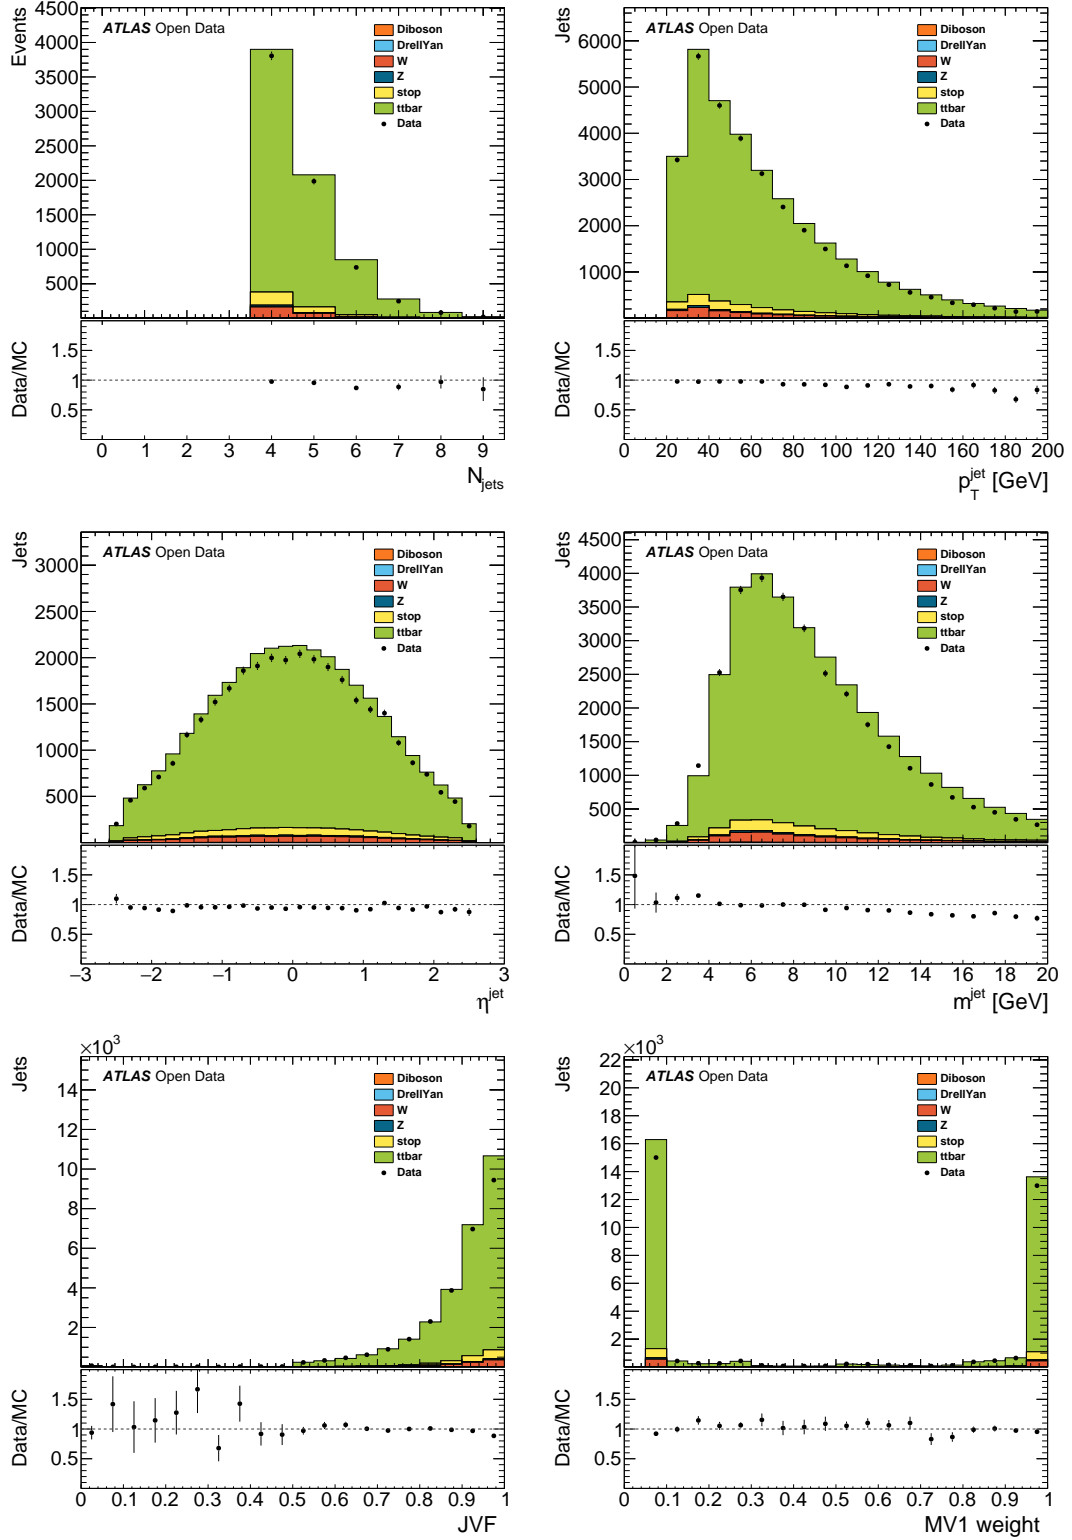 Events
4500
4000
3500
3000
2500
2000
1500
1000
500
ATLAS Open Data
Diboson
DrellYan
W
Z
stop
ttbar
Data
Data/MC
1.5
1
0.5
0 1 2 3 4 5 6 7 8 9
N_jets
Jets
6000
5000
4000
3000
2000
1000
ATLAS Open Data
Diboson
DrellYan
W
Z
stop
ttbar
Data
Data/MC
1.5
1
0.5
0 20 40 60 80 100 120 140 160 180 200
p_T^jet [GeV]
Jets
3000
2500
2000
1500
1000
500
ATLAS Open Data
Diboson
DrellYan
W
Z
stop
ttbar
Data
Data/MC
1.5
1
0.5
−3 −2 −1 0 1 2 3
η^jet
Jets
4500
4000
3500
3000
2500
2000
1500
1000
500
ATLAS Open Data
Diboson
DrellYan
W
Z
stop
ttbar
Data
Data/MC
1.5
1
0.5
0 2 4 6 8 10 12 14 16 18 20
m^jet [GeV]
×10³
Jets
14
12
10
8
6
4
2
ATLAS Open Data
Diboson
DrellYan
W
Z
stop
ttbar
Data
Data/MC
1.5
1
0.5
0 0.1 0.2 0.3 0.4 0.5 0.6 0.7 0.8 0.9 1
JVF
×10³
Jets
22
20
18
16
14
12
10
8
6
4
2
ATLAS Open Data
Diboson
DrellYan
W
Z
stop
ttbar
Data
Data/MC
1.5
1
0.5
0 0.1 0.2 0.3 0.4 0.5 0.6 0.7 0.8 0.9 1
MV1 weight